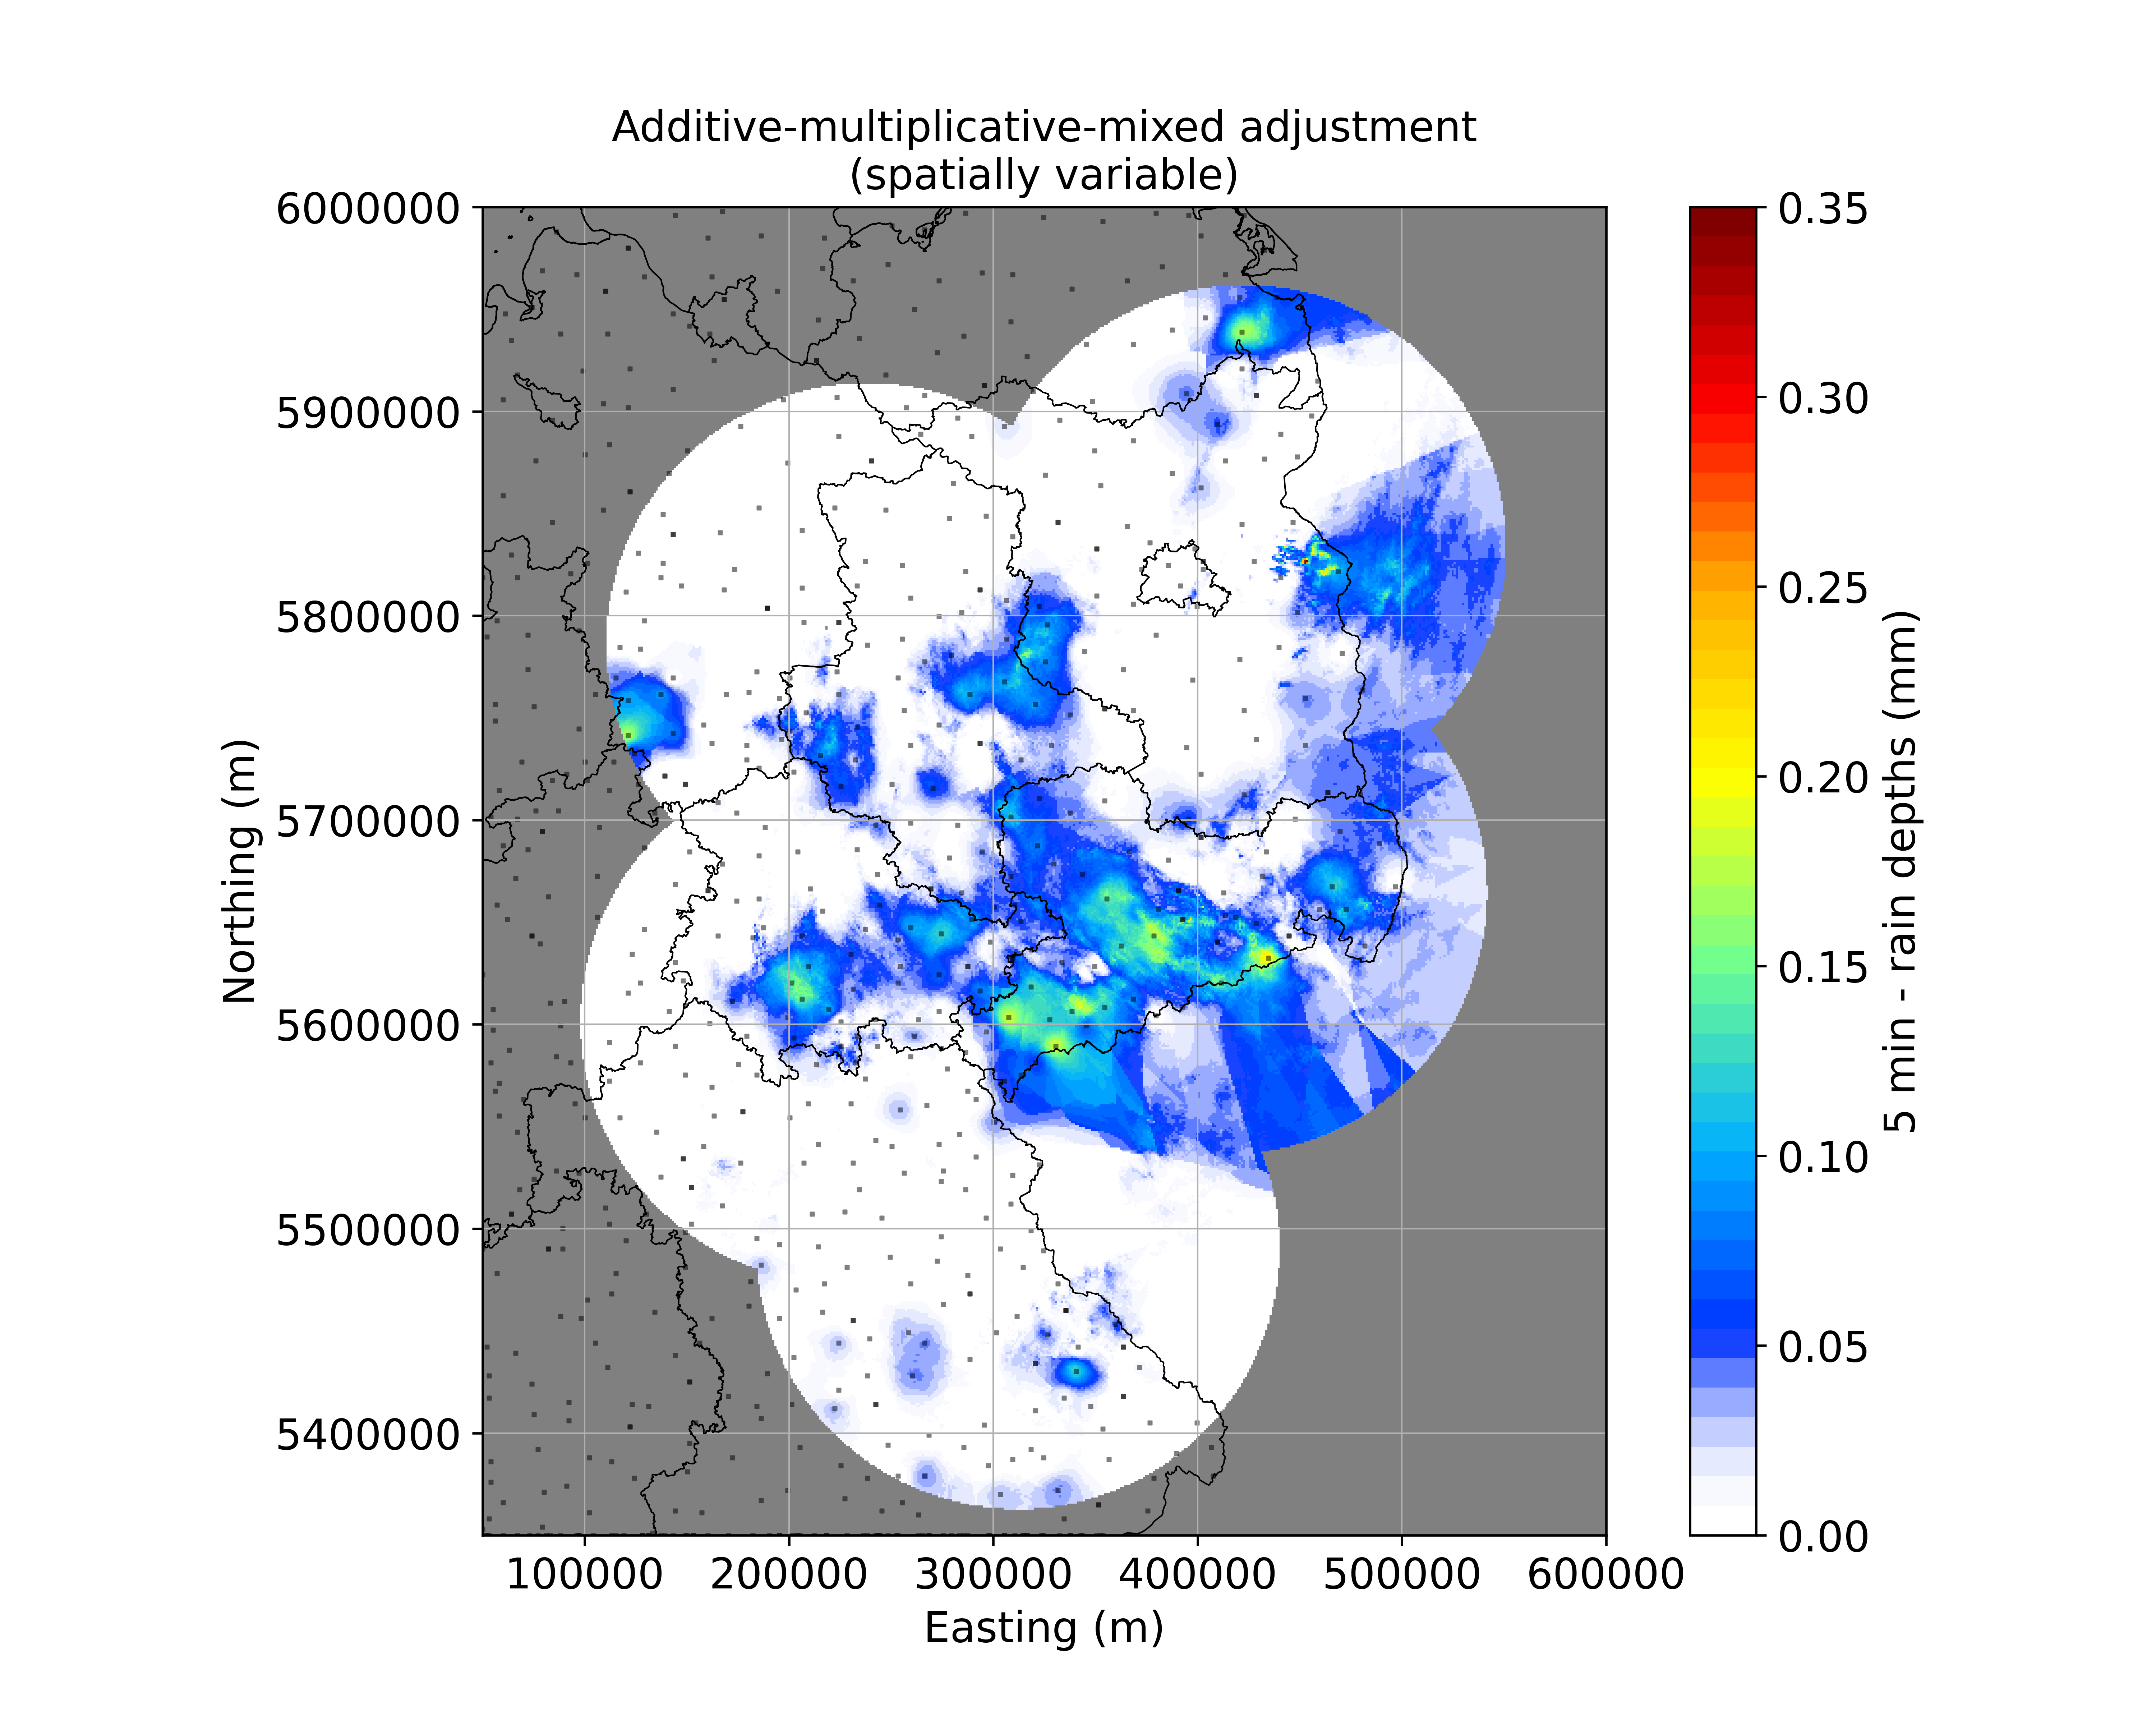 Additive-multiplicative-mixed adjustment
(spatially variable)
6000000
5900000
5800000
5700000
5600000
5500000
5400000
Northing (m)
100000 200000 300000 400000 500000 600000
Easting (m)
0.35
0.30
0.25
0.20
0.15
0.10
0.05
0.00
5 min - rain depths (mm)